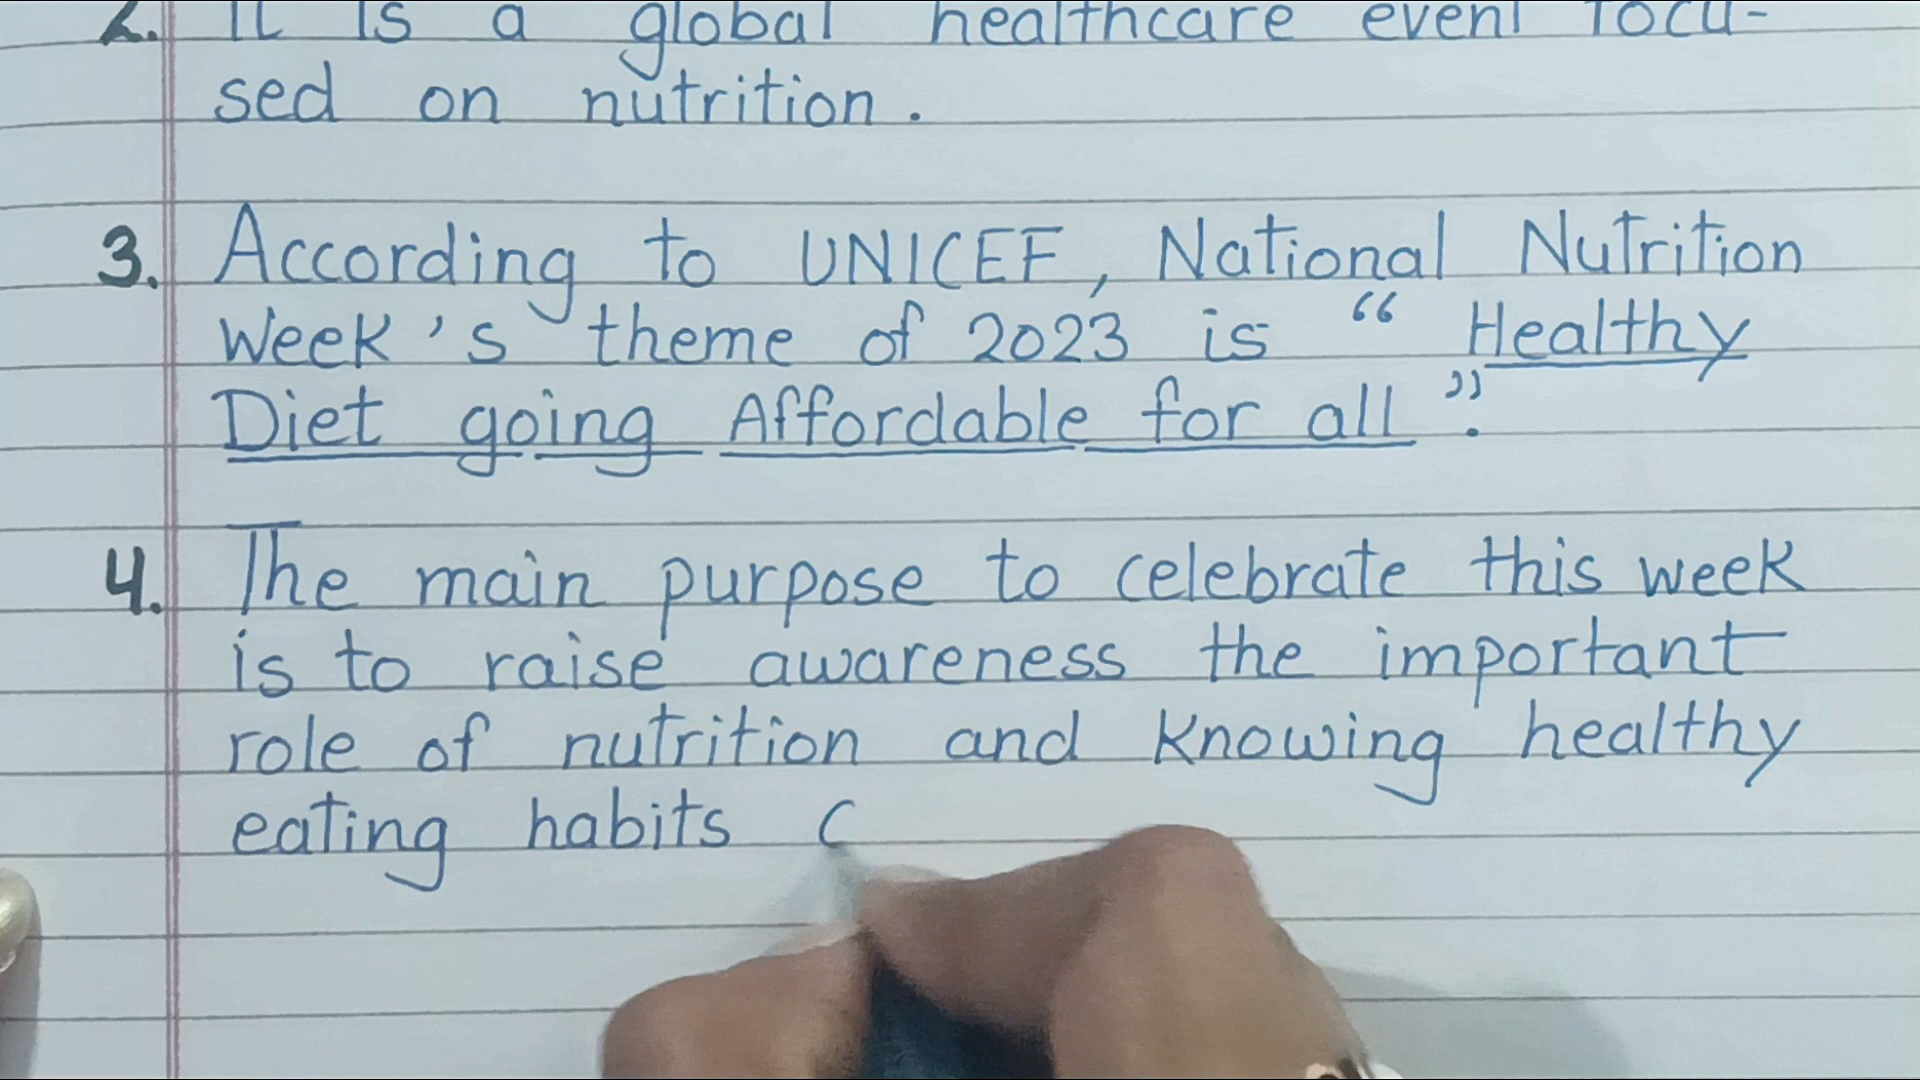 2. It is a global healthcare event focu-
sed on nutrition.
3. According to UNICEF, National Nutrition
Week's theme of 2023 is “ Healthy
Diet going Affordable for all ”.
4. The main purpose to celebrate this week
is to raise awareness the important
role of nutrition and knowing healthy
eating habits